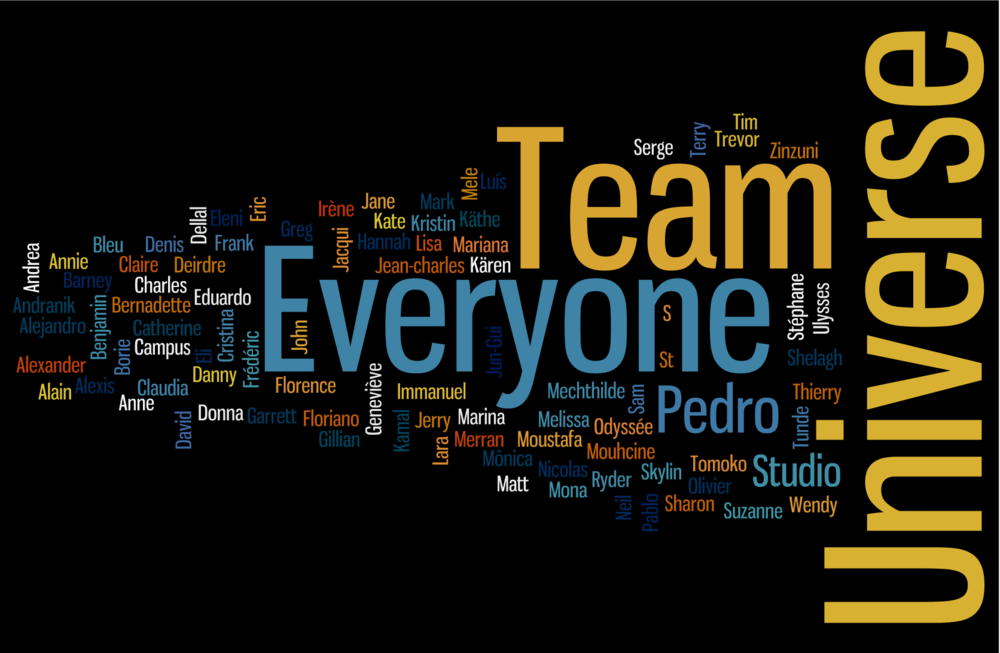 Universe
Team
Everyone
Pedro
Studio
Tim
Terry
Trevor
Serge
Zinzuni
Mele
Luís
Jane
Mark
Irène
Eric
Dellal
Eleni
Greg
Kate
Kristin
Käthe
Jacqui
Hannah
Lisa
Mariana
Jean-charles
Kären
Bleu
Denis
Frank
Andrea
Annie
Claire
Deirdre
Barney
Charles
Eduardo
Andranik
Bernadette
Alejandro
Benjamin
Catherine
Cristina
Borie
Campus
Eli
Frédéric
John
Alexander
Danny
Alain
Alexis
Claudia
Florence
Anne
David
Donna
Garrett
Floriano
Gillian
Geneviève
Immanuel
Jun-Gui
Kamal
Jerry
Marina
Lara
Merran
Moustafa
Mônica
Matt
Nicolas
Mona
Ryder
Melissa
Mechthilde
Odyssée
Sam
Mouhcine
Skylin
Neil
Pablo
Sharon
Olivier
Tomoko
Suzanne
Wendy
Tunde
Thierry
Shelagh
Stéphane
Ulysses
S
St